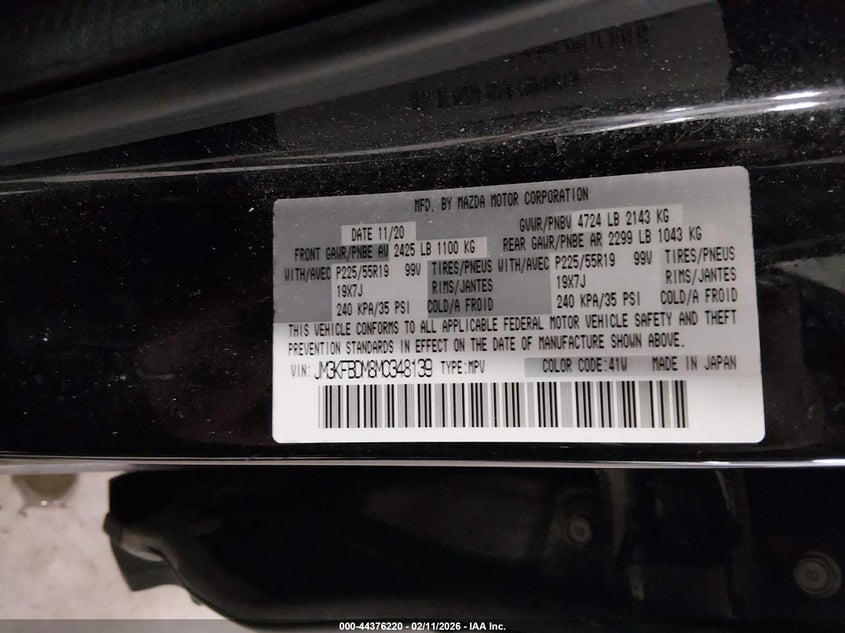 MFD. BY MAZDA MOTOR CORPORATION
DATE 11/20 GVWR/PNBV 4724 LB 2143 KG
FRONT GAWR/PNBE AV 2425 LB 1100 KG REAR GAWR/PNBE AR 2299 LB 1043 KG
WITH/AVEC P225/55R19 99V TIRES/PNEUS WITH/AVEC P225/55R19 99V TIRES/PNEUS
19X7J RIMS/JANTES 19X7J RIMS/JANTES
240 KPA/35 PSI COLD/A FROID 240 KPA/35 PSI COLD/A FROID
THIS VEHICLE CONFORMS TO ALL APPLICABLE FEDERAL MOTOR VEHICLE SAFETY AND THEFT
PREVENTION STANDARDS IN EFFECT ON THE DATE OF MANUFACTURE SHOWN ABOVE.
VIN: JM3KFBDM8M0348139 TYPE:MPV COLOR CODE:41W MADE IN JAPAN
000-44376220 - 02/11/2026 - IAA Inc.